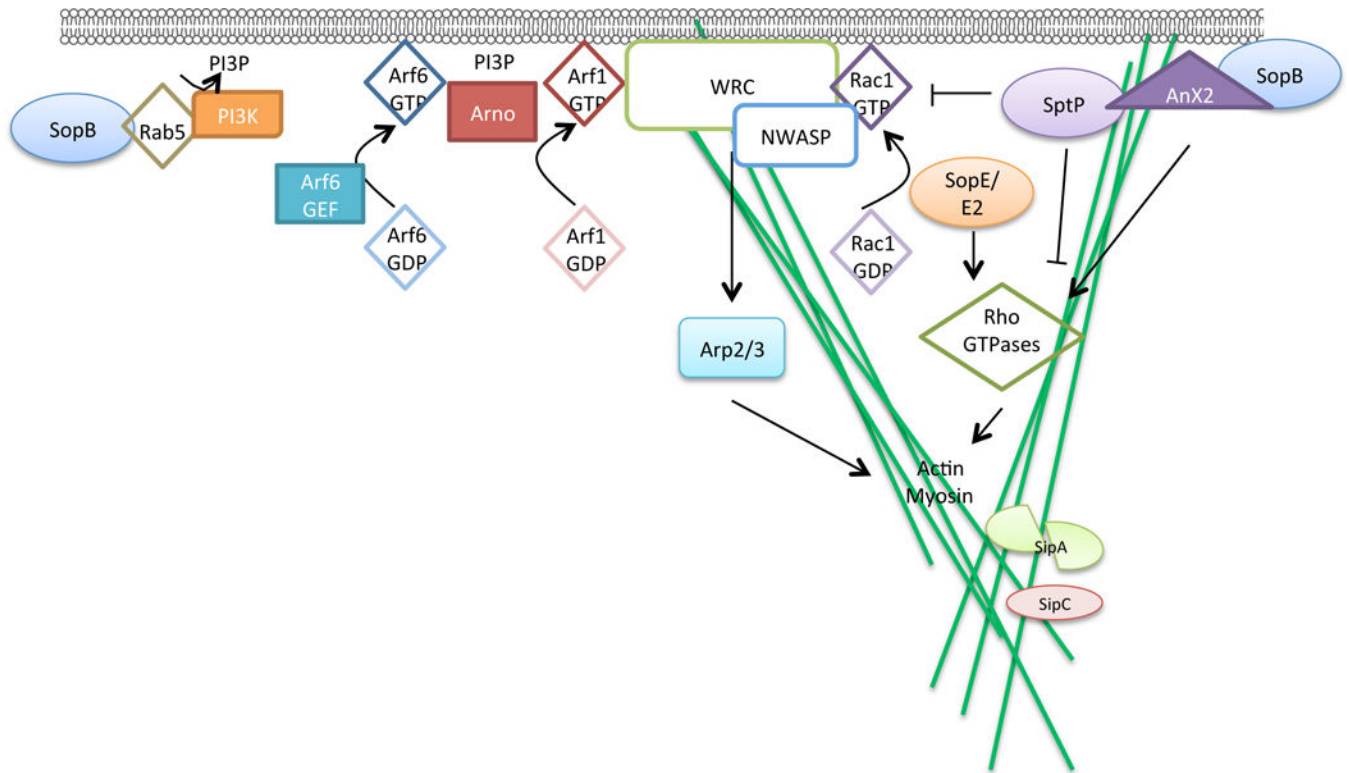 PI3P
SopB
Rab5
PI3K
Arf6
GTP
PI3P
Arno
Arf1
GTP
WRC
NWASP
Rac1
GTP
SptP
AnX2
SopB
Arf6
GEF
Arf6
GDP
Arf1
GDP
Rac1
GDP
SopE/
E2
Arp2/3
Rho
GTPases
Actin
Myosin
SipA
SipC